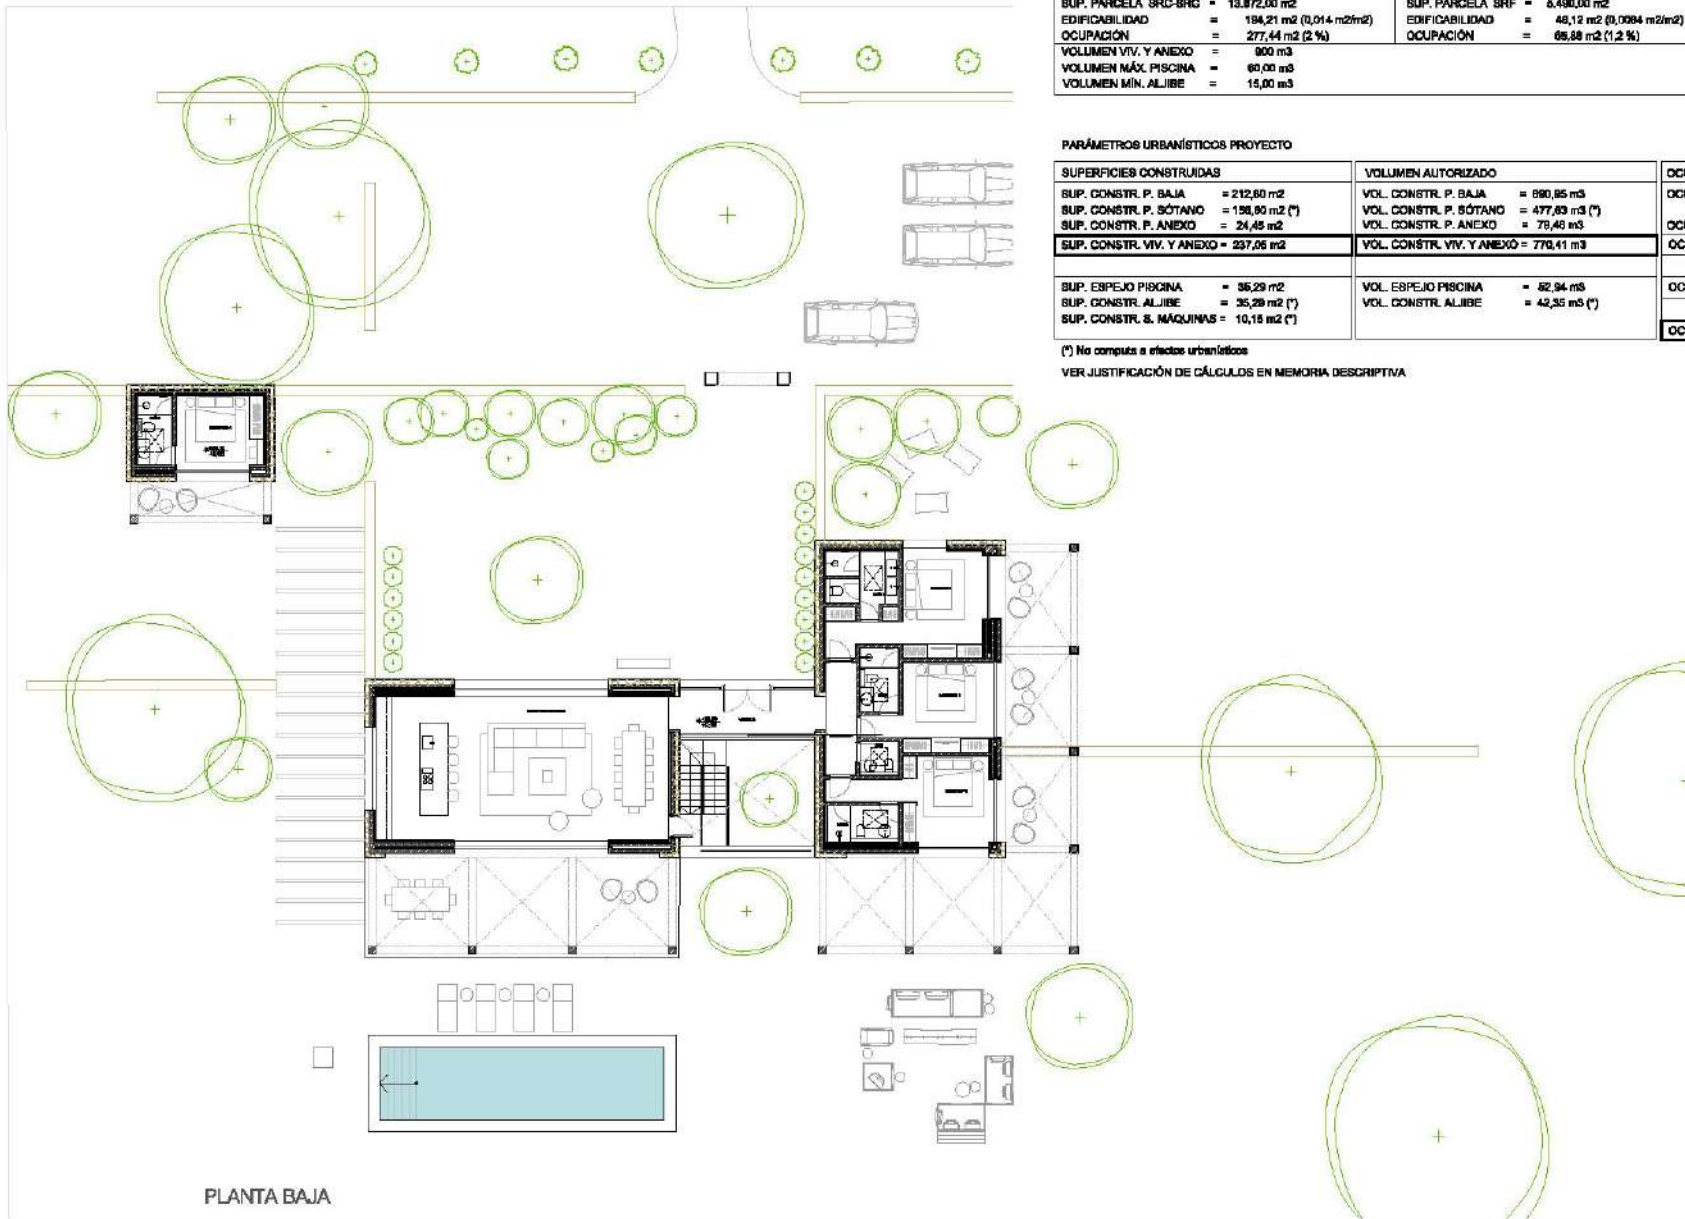 SUP. PARCELA SRC-SRG = 13.872,00 m2
EDIFICABILIDAD = 194,21 m2 (0,014 m2/m2)
OCUPACIÓN = 277,44 m2 (2 %)
SUP. PARCELA SRF = 5.490,00 m2
EDIFICABILIDAD = 46,12 m2 (0,0084 m2/m2)
OCUPACIÓN = 65,88 m2 (1,2 %)
VOLUMEN VIV. Y ANEXO = 900 m3
VOLUMEN MÁX. PISCINA = 60,00 m3
VOLUMEN MÍN. ALJIBE = 15,00 m3
PARÁMETROS URBANÍSTICOS PROYECTO
SUPERFICIES CONSTRUIDAS
SUP. CONSTR. P. BAJA = 212,60 m2
SUP. CONSTR. P. SÓTANO = m2 (*)
SUP. CONSTR. P. ANEXO = 24,45 m2
SUP. CONSTR. VIV. Y ANEXO = 237,05 m2
SUP. ESPEJO PISCINA = m2
SUP. CONSTR. ALJIBE = 35,29 m2 (*)
SUP. CONSTR. S. MÁQUINAS = 10,15 m2 (*)
VOLUMEN AUTORIZADO
VOL. CONSTR. P. BAJA = 690,95 m3
VOL. CONSTR. P. SÓTANO = 477,63 m3 (*)
VOL. CONSTR. P. ANEXO = 79,46 m3
VOL. CONSTR. VIV. Y ANEXO = 770,41 m3
VOL. ESPEJO PISCINA = 52,94 m3
VOL. CONSTR. ALJIBE = 42,35 m3 (*)
(*) No computa a efectos urbanísticos
VER JUSTIFICACIÓN DE CÁLCULOS EN MEMORIA DESCRIPTIVA
PLANTA BAJA